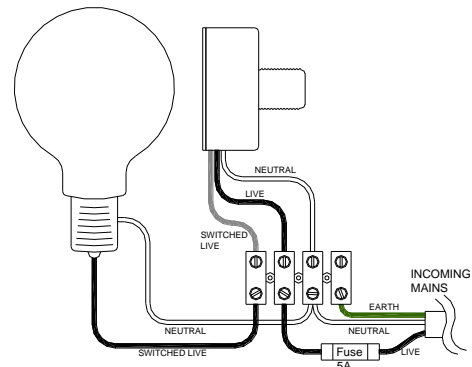 NEUTRAL
LIVE
SWITCHED
LIVE
INCOMING
MAINS
EARTH
NEUTRAL
NEUTRAL
SWITCHED LIVE
Fuse
5A
LIVE